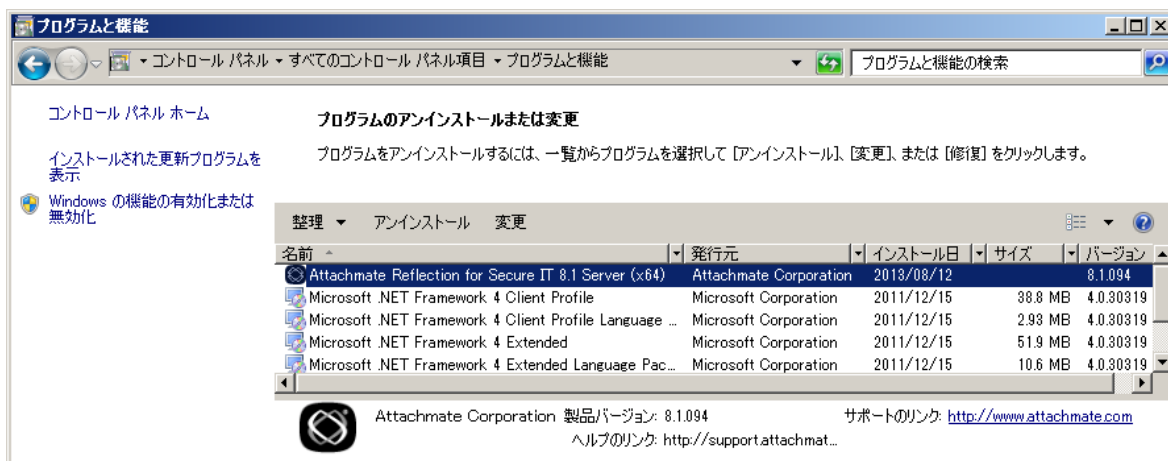 プログラムと機能
コントロール パネル すべてのコントロール パネル項目 プログラムと機能 プログラムと機能の検索
コントロール パネル ホーム
インストールされた更新プログラムを
表示
Windows の機能の有効化または
無効化
プログラムのアンインストールまたは変更
プログラムをアンインストールするには、一覧からプログラムを選択して [アンインストール]、[変更]、または [修復] をクリックします。
整理 アンインストール 変更
名前 発行元 インストール日 サイズ バージョン
Attachmate Reflection for Secure IT 8.1 Server (x64) Attachmate Corporation 2013/08/12 8.1.094
Microsoft .NET Framework 4 Client Profile Microsoft Corporation 2011/12/15 38.8 MB 4.0.30319
Microsoft .NET Framework 4 Client Profile Language ... Microsoft Corporation 2011/12/15 2.93 MB 4.0.30319
Microsoft .NET Framework 4 Extended Microsoft Corporation 2011/12/15 51.9 MB 4.0.30319
Microsoft .NET Framework 4 Extended Language Pac... Microsoft Corporation 2011/12/15 10.6 MB 4.0.30319
Attachmate Corporation 製品バージョン: 8.1.094 サポートのリンク: http://www.attachmate.com
ヘルプのリンク: http://support.attachmat...